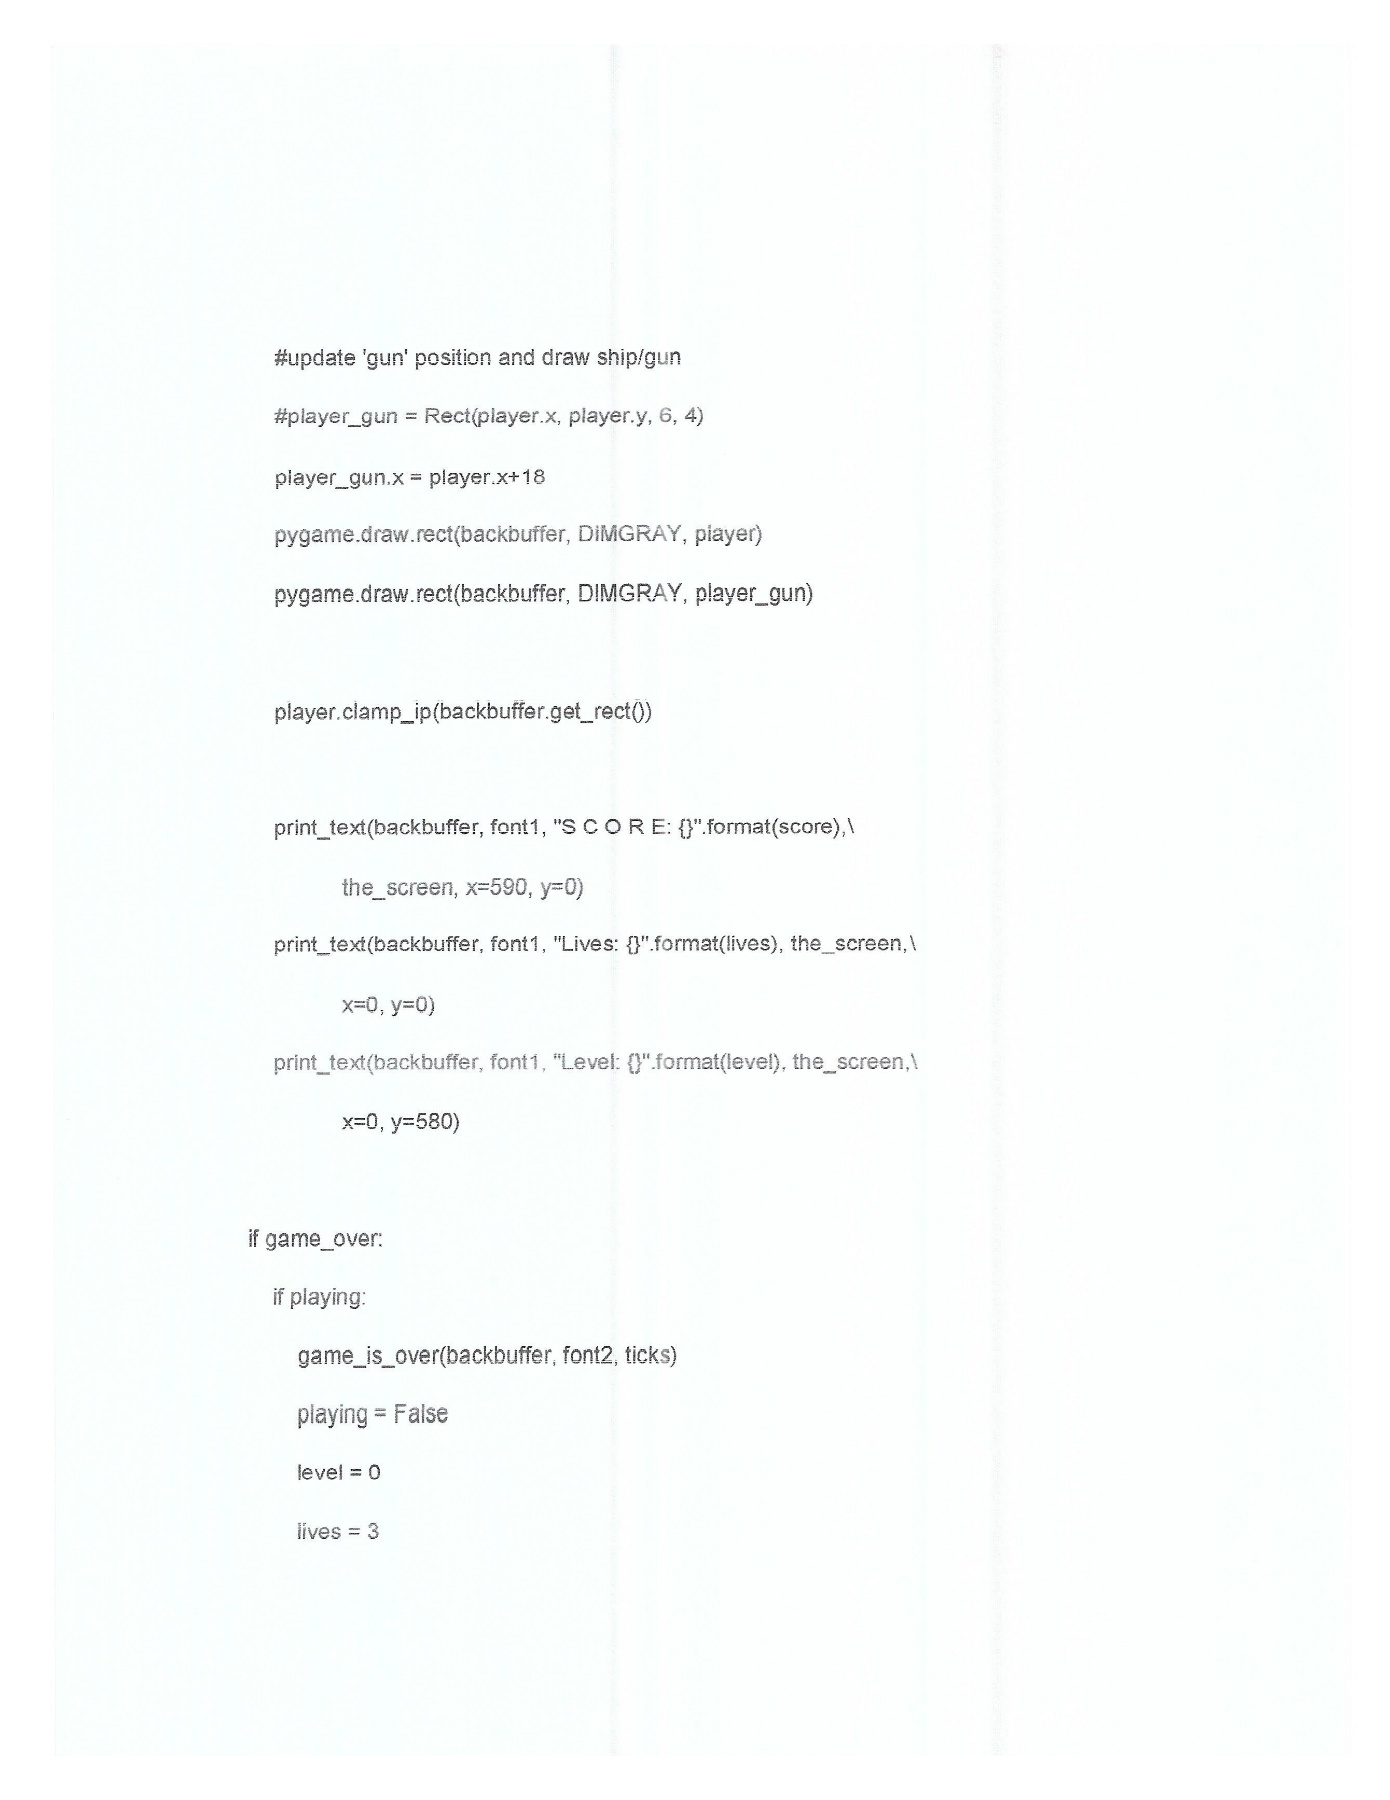 #update 'gun' position and draw ship/gun
#player_gun = Rect(player.x, player.y, 6, 4)
player_gun.x = player.x+18
pygame.draw.rect(backbuffer, DIMGRAY, player)
pygame.draw.rect(backbuffer, DIMGRAY, player_gun)
player.clamp_ip(backbuffer.get_rect())
print_text(backbuffer, font1, "S C O R E: {}".format(score),\
the_screen, x=590, y=0)
print_text(backbuffer, font1, "Lives: {}".format(lives), the_screen,\
x=0, y=0)
print_text(backbuffer, font1, "Level: {}".format(level), the_screen,\
x=0, y=580)
if game_over:
if playing:
game_is_over(backbuffer, font2, ticks)
playing = False
level = 0
lives = 3